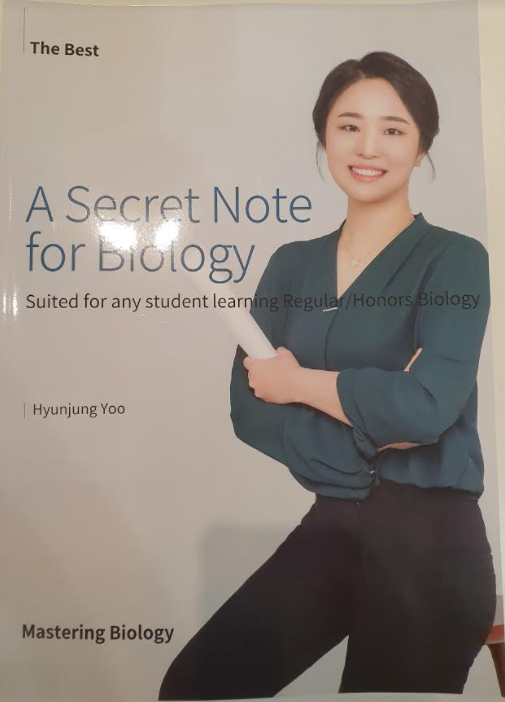 The Best
A Secret Note
for Biology
Suited for any student learning Regular/Honors Biology
Hyunjung Yoo
Mastering Biology